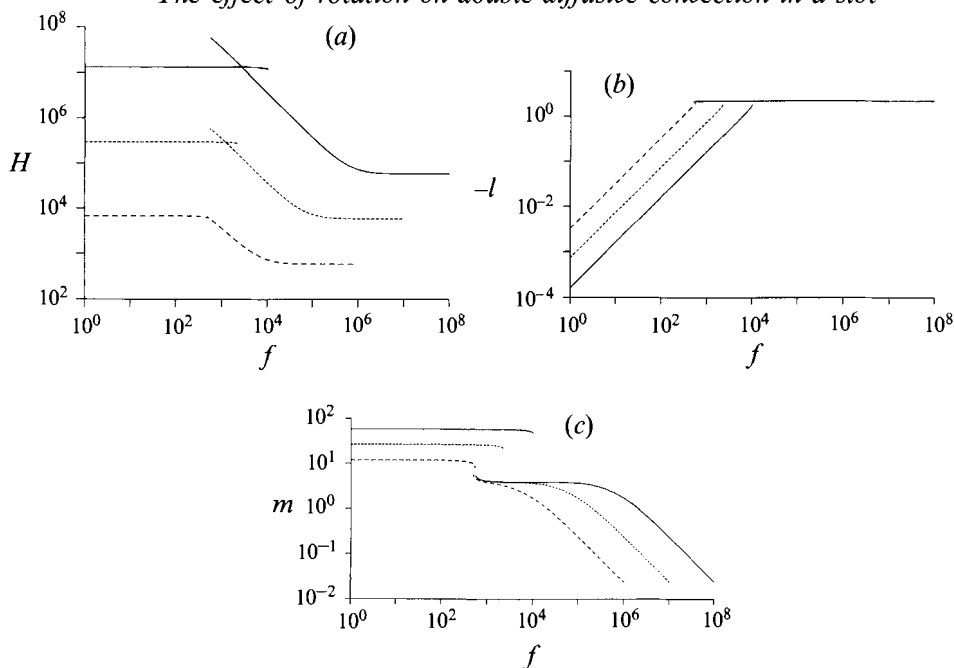 The effect of rotation on double-diffusive convection in a slot
(a)
10^8
10^6
H
10^4
10^2
10^0 10^2 10^4 10^6 10^8
f
(b)
10^0
–l
10^-2
10^-4
10^0 10^2 10^4 10^6 10^8
f
(c)
10^2
10^1
m 10^0
10^-1
10^-2
10^0 10^2 10^4 10^6 10^8
f